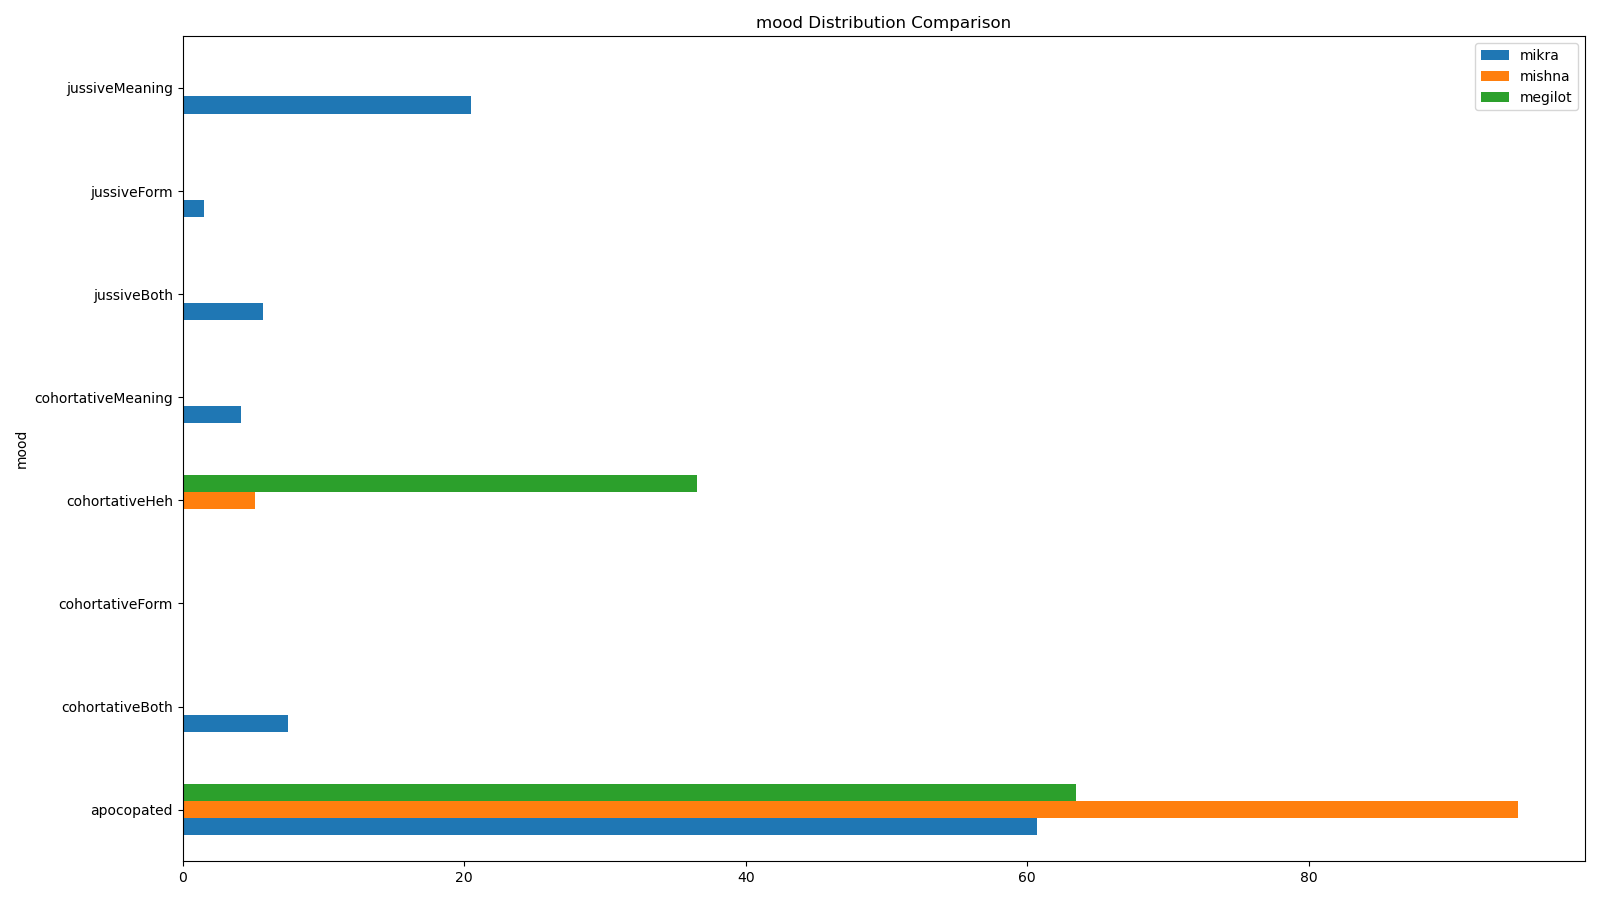 mood Distribution Comparison
mikra
mishna
megilot
jussiveMeaning
jussiveForm
jussiveBoth
cohortativeMeaning
cohortativeHeh
cohortativeForm
cohortativeBoth
apocopated
mood
0 20 40 60 80